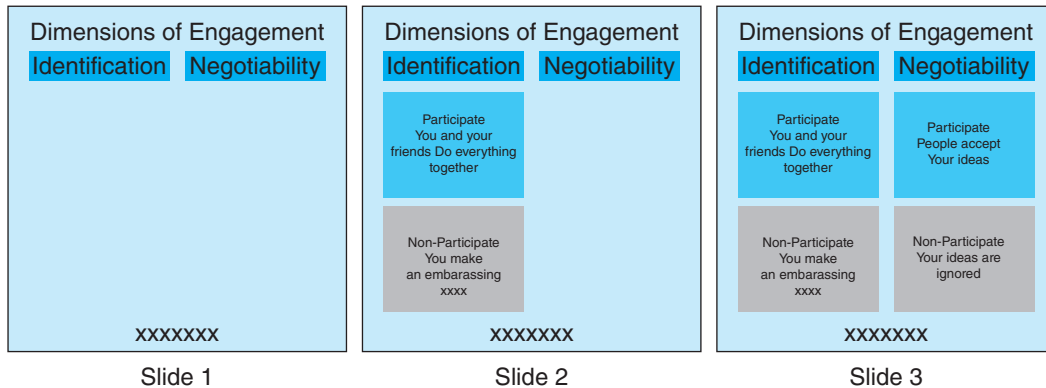 Dimensions of Engagement
Identification Negotiability
xxxxxxx
Slide 1
Dimensions of Engagement
Identification Negotiability
Participate
You and your
friends Do everything
together
Non-Participate
You make
an embarassing
xxxx
xxxxxxx
Slide 2
Dimensions of Engagement
Identification Negotiability
Participate
You and your
friends Do everything
together
Participate
People accept
Your ideas
Non-Participate
You make
an embarassing
xxxx
Non-Participate
Your ideas are
ignored
xxxxxxx
Slide 3